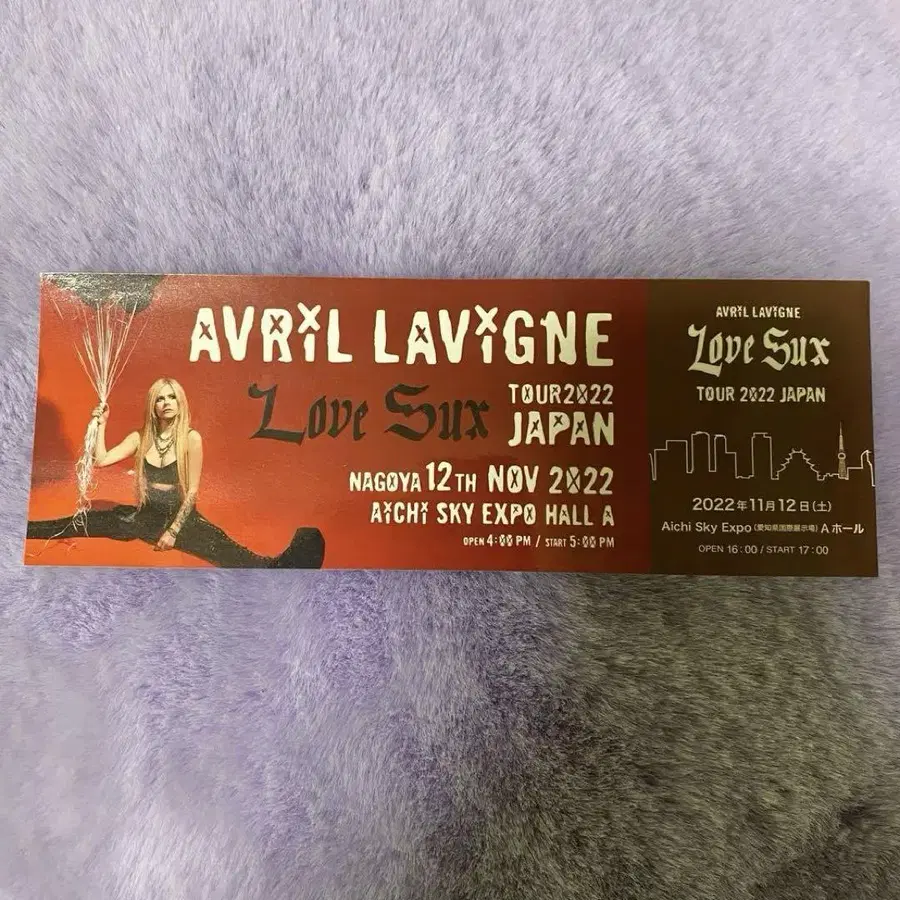 AVRiL LAViGNE
Love Sux
TOUR2022
JAPAN
NAGOYA 12TH NOV 2022
AiCHi SKY EXPO HALL A
OPEN 4:00 PM / START 5:00 PM
AVRiL LAViGNE
Love Sux
TOUR 2022 JAPAN
2022年11月12日(土)
Aichi Sky Expo(愛知県国際展示場)Aホール
OPEN 16:00 / START 17:00